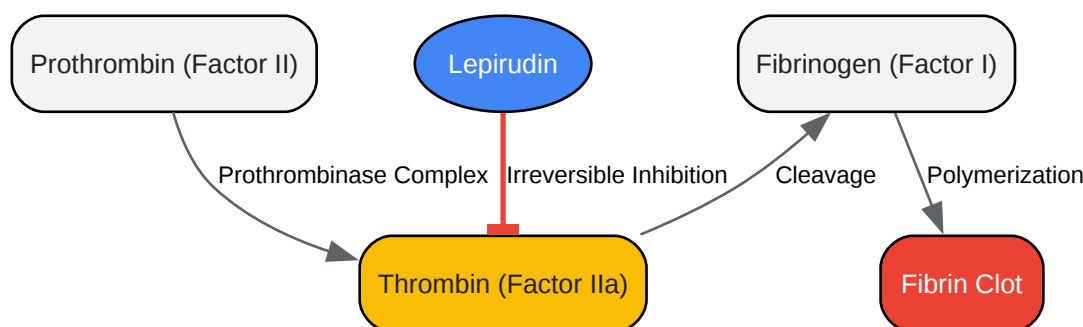 Prothrombin (Factor II)
Lepirudin
Fibrinogen (Factor I)
Prothrombinase Complex
Irreversible Inhibition
Cleavage
Polymerization
Thrombin (Factor IIa)
Fibrin Clot